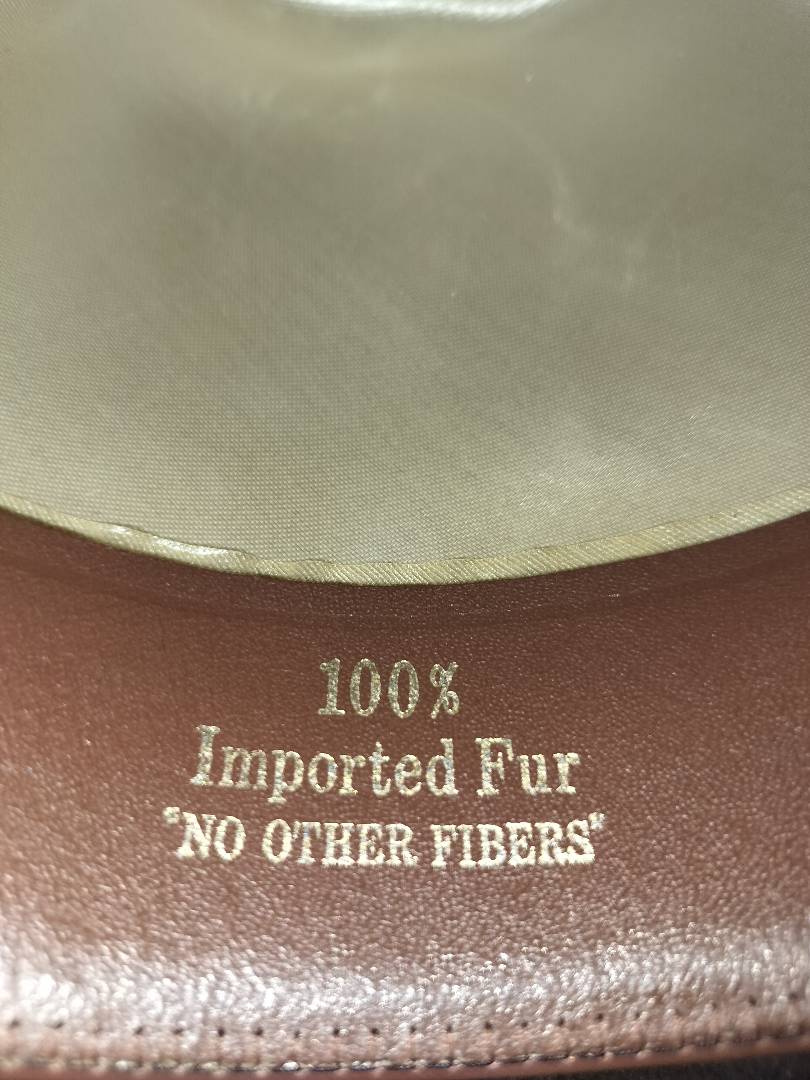 100%
Imported Fur
"NO OTHER FIBERS"